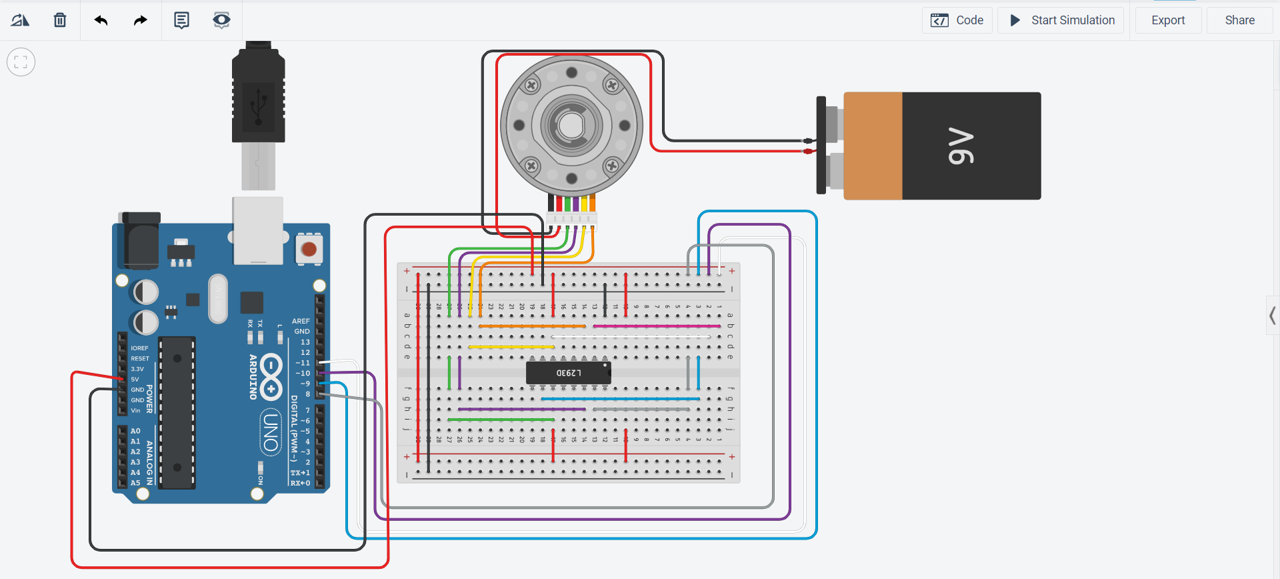 Code
Start Simulation
Export
Share
9V
AREF
GND
13
12
~11
~10
~9
8
7
~6
~5
4
~3
2
TX→1
RX←0
RX
TX
L
ARDUINO
UNO
DIGITAL (PWM~)
ON
IOREF
RESET
3.3V
5V
GND
GND
Vin
POWER
A0
A1
A2
A3
A4
A5
ANALOG IN
L293D
a
b
c
d
e
f
g
h
i
j